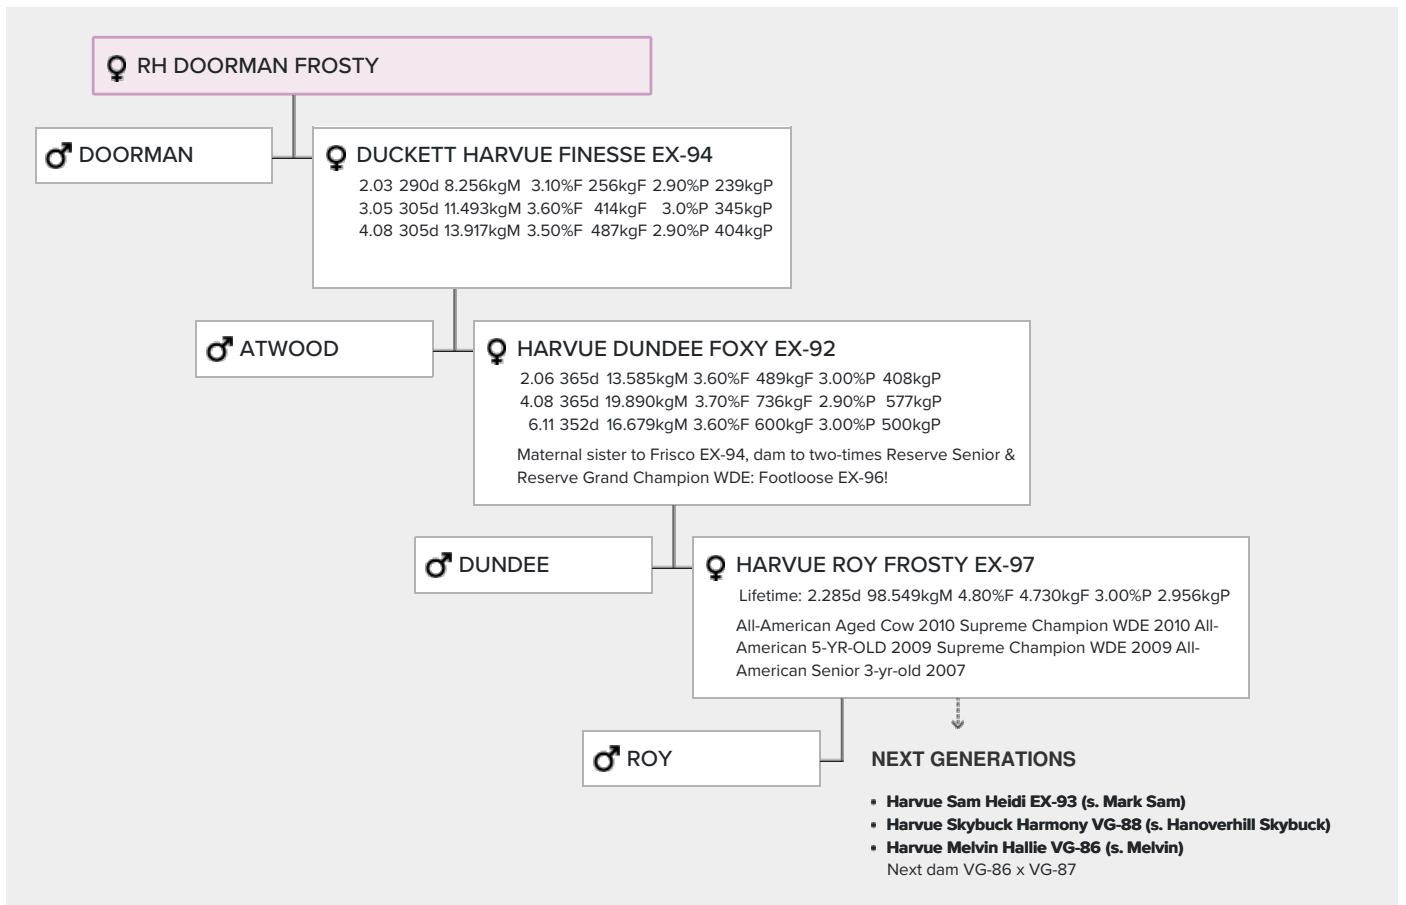 RH DOORMAN FROSTY
DOORMAN
DUCKETT HARVUE FINESSE EX-94
2.03 290d 8.256kgM 3.10%F 256kgF 2.90%P 239kgP
3.05 305d 11.493kgM 3.60%F 414kgF 3.0%P 345kgP
4.08 305d 13.917kgM 3.50%F 487kgF 2.90%P 404kgP
ATWOOD
HARVUE DUNDEE FOXY EX-92
2.06 365d 13.585kgM 3.60%F 489kgF 3.00%P 408kgP
4.08 365d 19.890kgM 3.70%F 736kgF 2.90%P 577kgP
6.11 352d 16.679kgM 3.60%F 600kgF 3.00%P 500kgP
Maternal sister to Frisco EX-94, dam to two-times Reserve Senior &
Reserve Grand Champion WDE: Footloose EX-96!
DUNDEE
HARVUE ROY FROSTY EX-97
Lifetime: 2.285d 98.549kgM 4.80%F 4.730kgF 3.00%P 2.956kgP
All-American Aged Cow 2010 Supreme Champion WDE 2010 All-
American 5-YR-OLD 2009 Supreme Champion WDE 2009 All-
American Senior 3-yr-old 2007
ROY
NEXT GENERATIONS
• Harvue Sam Heidi EX-93 (s. Mark Sam)
• Harvue Skybuck Harmony VG-88 (s. Hanoverhill Skybuck)
• Harvue Melvin Hallie VG-86 (s. Melvin)
Next dam VG-86 x VG-87